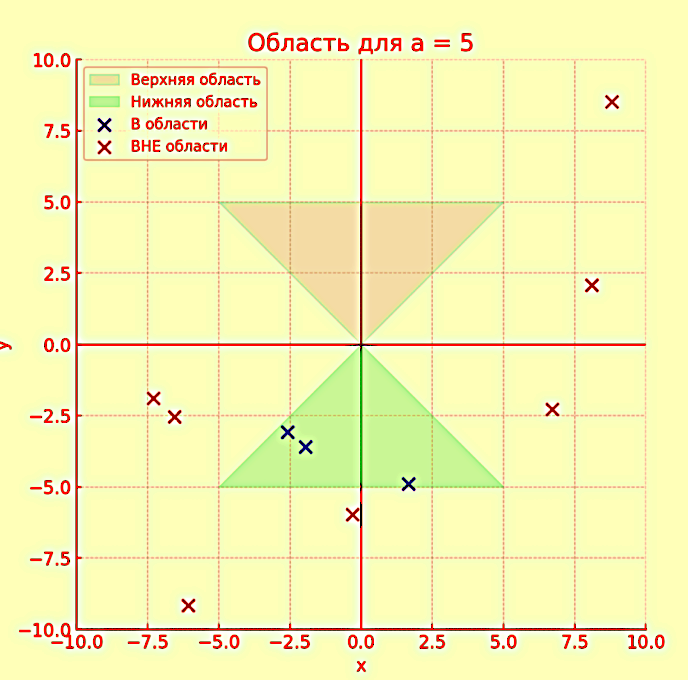 Область для a = 5
Верхняя область
Нижняя область
В области
ВНЕ области
10.0
7.5
5.0
2.5
0.0
−2.5
−5.0
−7.5
−10.0
y
−10.0 −7.5 −5.0 −2.5 0.0 2.5 5.0 7.5 10.0
x